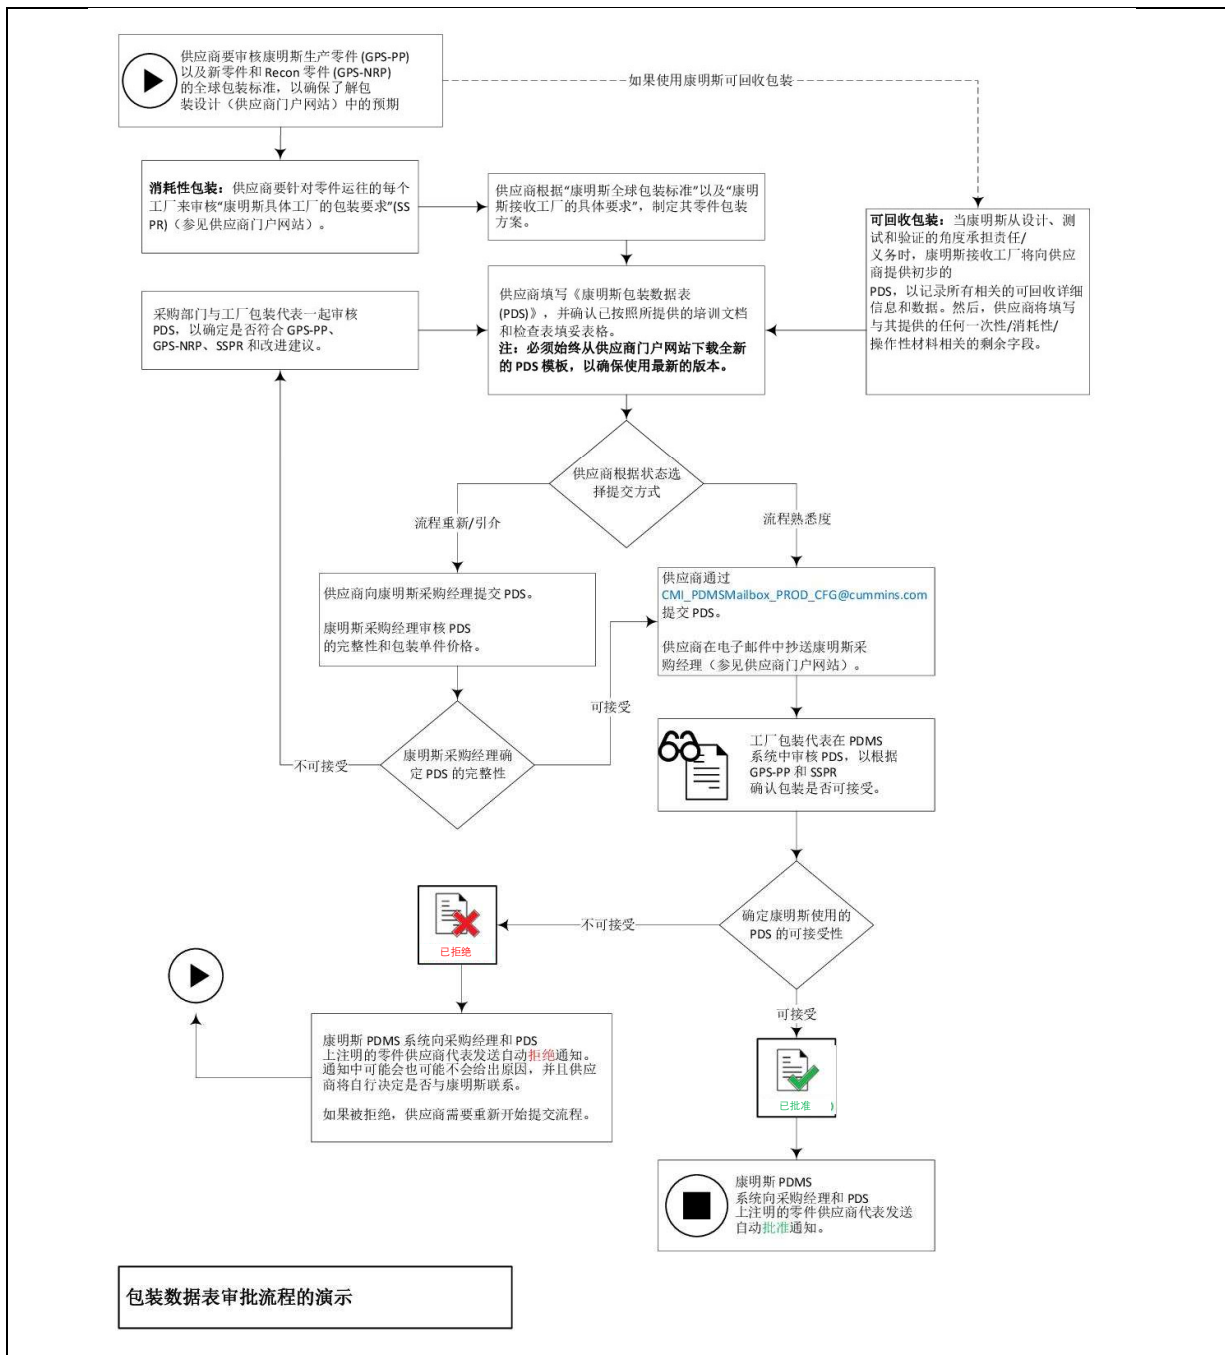 供应商要审核康明斯生产零件 (GPS-PP)
以及新零件和 Recon 零件 (GPS-NRP)
的全球包装标准，以确保了解包
装设计（供应商门户网站）中的预期
如果使用康明斯可回收包装
消耗性包装：供应商要针对零件运往的每个
工厂来审核“康明斯具体工厂的包装要求”(SS
PR)（参见供应商门户网站）。
供应商根据“康明斯全球包装标准”以及“康明
斯接收工厂的具体要求”，制定其零件包装
方案。
可回收包装：当康明斯从设计、测
试和验证的角度承担责任/
义务时，康明斯接收工厂将向供应
商提供初步的
PDS，以记录所有相关的可回收详细
信息和数据。然后，供应商将填写
与其提供的任何一次性/消耗性/
操作性材料相关的剩余字段。
采购部门与工厂包装代表一起审核
PDS，以确定是否符合 GPS-PP、
GPS-NRP、SSPR 和改进建议。
供应商填写《康明斯包装数据表
(PDS)》，并确认已按照所提供的培训文档
和检查表填妥表格。
注：必须始终从供应商门户网站下载全新
的 PDS 模板，以确保使用最新的版本。
供应商根据状态选
择提交方式
流程重新/引介
流程熟悉度
供应商向康明斯采购经理提交 PDS。
康明斯采购经理审核 PDS
的完整性和包装单件价格。
供应商通过
CMI_PDMSMailbox_PROD_CFG@cummins.com
提交 PDS。
供应商在电子邮件中抄送康明斯采
购经理（参见供应商门户网站）。
可接受
康明斯采购经理确
定 PDS 的完整性
不可接受
工厂包装代表在 PDMS
系统中审核 PDS，以根据
GPS-PP 和 SSPR
确认包装是否可接受。
确定康明斯使用的
PDS 的可接受性
不可接受
已拒绝
可接受
康明斯 PDMS 系统向采购经理和 PDS
上注明的零件供应商代表发送自动拒绝通知。
通知中可能会也可能不会给出原因，并且供应
商将自行决定是否与康明斯联系。
如果被拒绝，供应商需要重新开始提交流程。
已批准 )
康明斯 PDMS
系统向采购经理和 PDS
上注明的零件供应商代表发送
自动批准通知。
包装数据表审批流程的演示